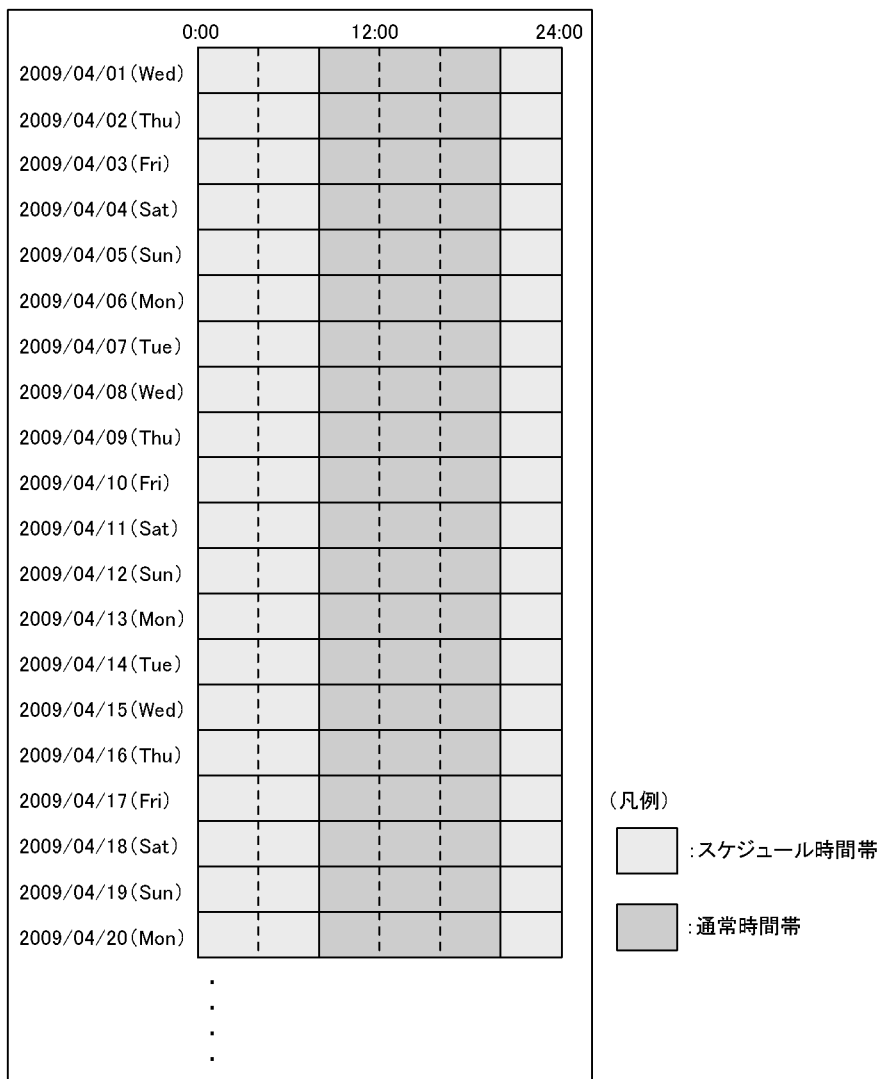 0:00 12:00 24:00
2009/04/01(Wed)
2009/04/02(Thu)
2009/04/03(Fri)
2009/04/04(Sat)
2009/04/05(Sun)
2009/04/06(Mon)
2009/04/07(Tue)
2009/04/08(Wed)
2009/04/09(Thu)
2009/04/10(Fri)
2009/04/11(Sat)
2009/04/12(Sun)
2009/04/13(Mon)
2009/04/14(Tue)
2009/04/15(Wed)
2009/04/16(Thu)
2009/04/17(Fri)
2009/04/18(Sat)
2009/04/19(Sun)
2009/04/20(Mon)
(凡例)
:スケジュール時間帯
:通常時間帯